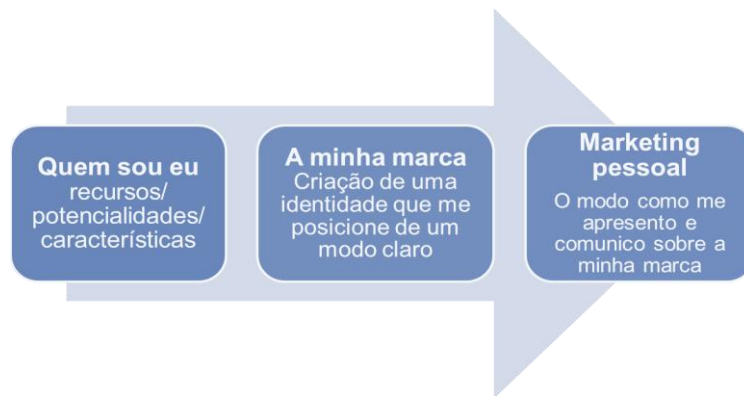 Quem sou eu
recursos/
potencialidades/
características
A minha marca
Criação de uma
identidade que me
posicione de um
modo claro
Marketing
pessoal
O modo como me
apresento e
comunico sobre a
minha marca